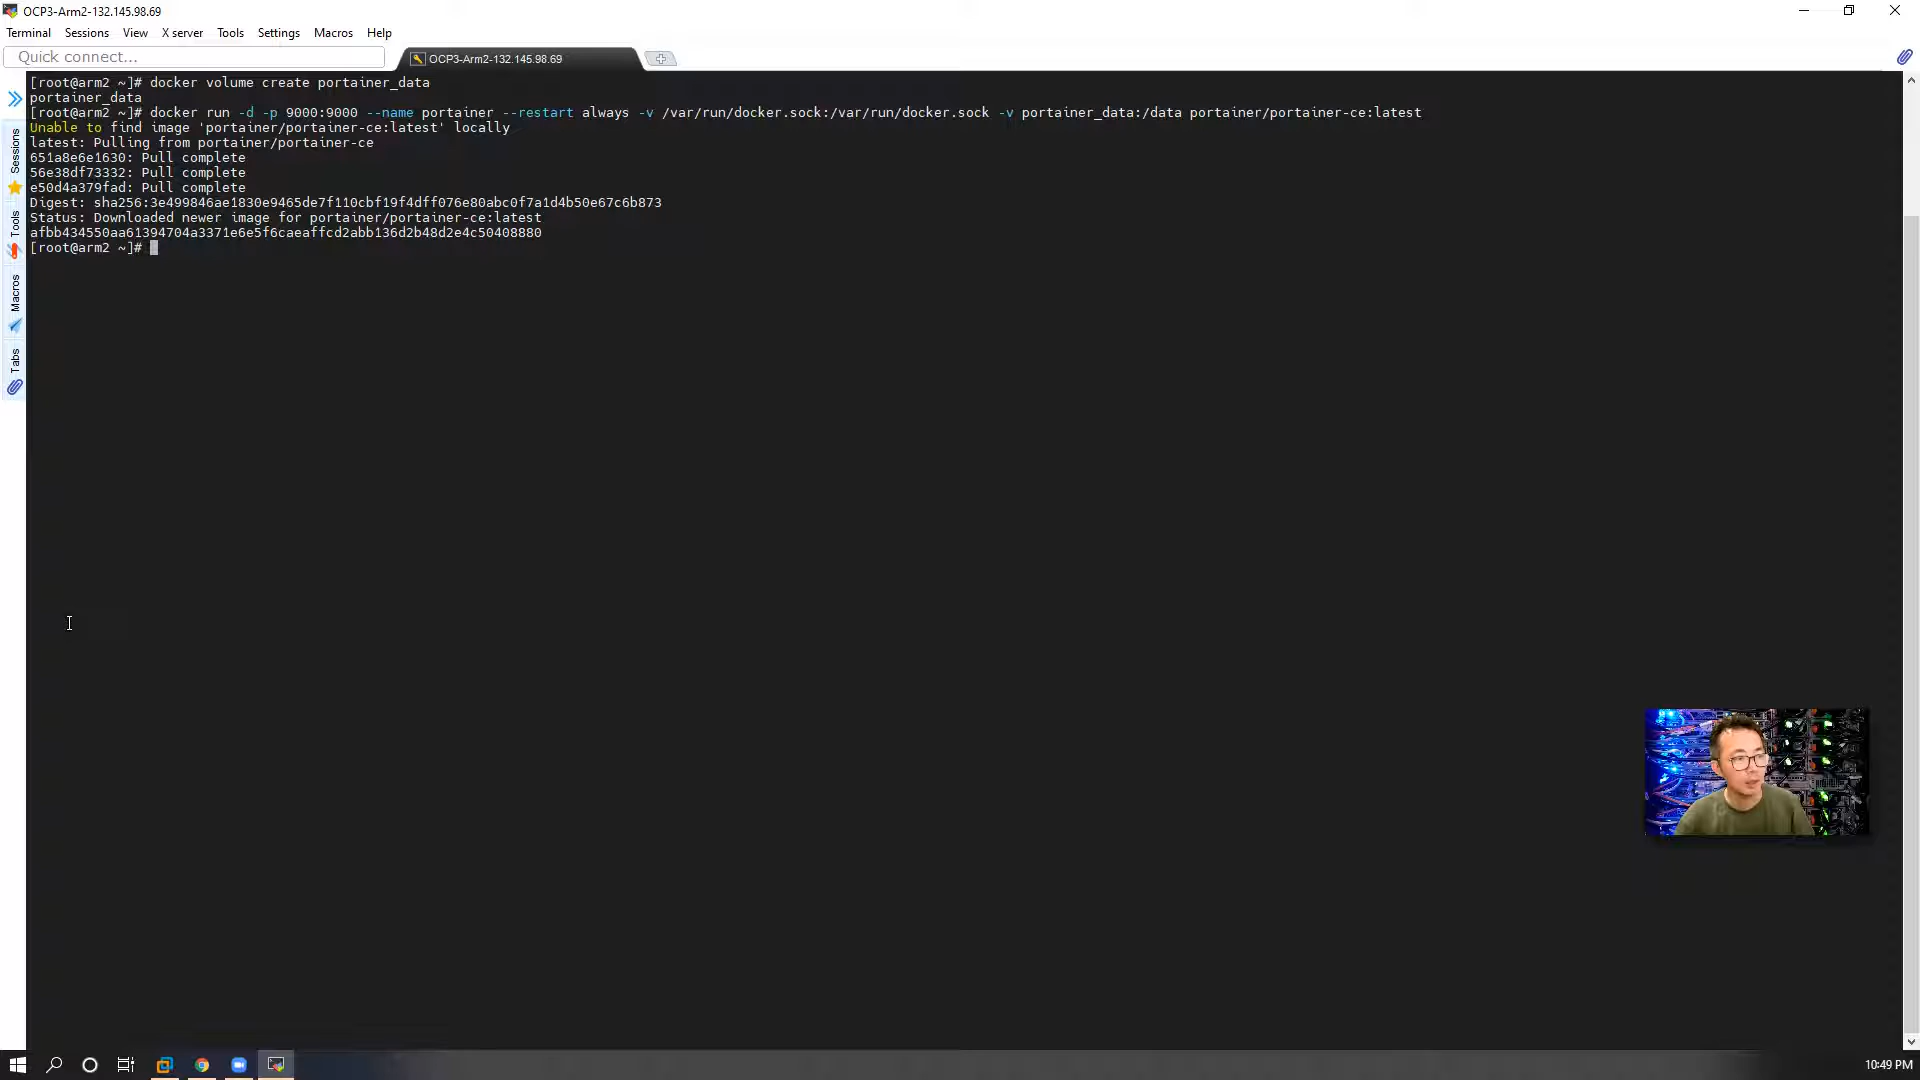 OCP3-Arm2-132.145.98.69
Terminal Sessions View X server Tools Settings Macros Help
Quick connect...
OCP3-Arm2-132.145.98.69
[root@arm2 ~]# docker volume create portainer_data
portainer_data
[root@arm2 ~]# docker run -d -p 9000:9000 --name portainer --restart always -v /var/run/docker.sock:/var/run/docker.sock -v portainer_data:/data portainer/portainer-ce:latest
Unable to find image 'portainer/portainer-ce:latest' locally
latest: Pulling from portainer/portainer-ce
651a8e6e1630: Pull complete
56e38df73332: Pull complete
e50d4a379fad: Pull complete
Digest: sha256:3e499846ae1830e9465de7f110cbf19f4dff076e80abc0f7a1d4b50e67c6b873
Status: Downloaded newer image for portainer/portainer-ce:latest
afbb434550aa61394704a3371e6e5f6caeaffcd2abb136d2b48d2e4c50408880
[root@arm2 ~]#
Sessions
Tools
Macros
Tabs
10:49 PM